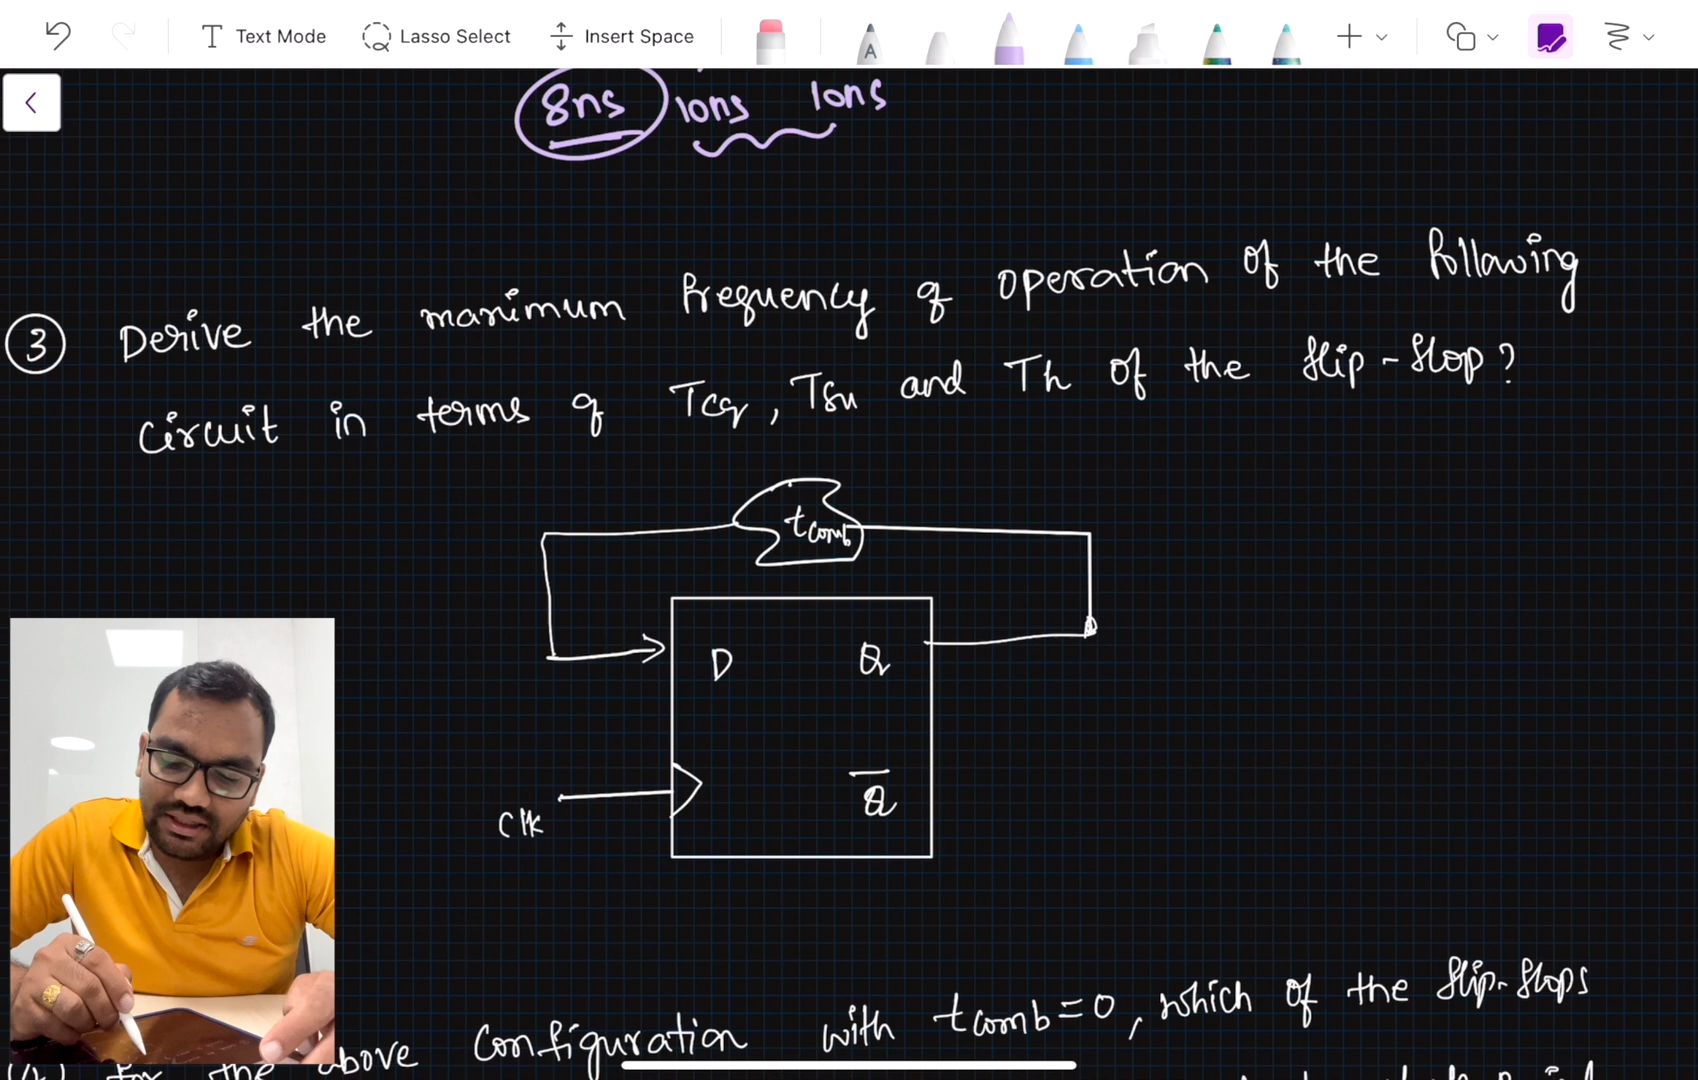 Text Mode Lasso Select Insert Space
A
8ns 10ns 10ns
3 Derive the maximum frequency of operation of the following
circuit in terms of Tcq, Tsu and Th of the flip-flop?
tcomb
D Q
Clk Q̅
for the above configuration with tcomb=0, which of the flip-flops